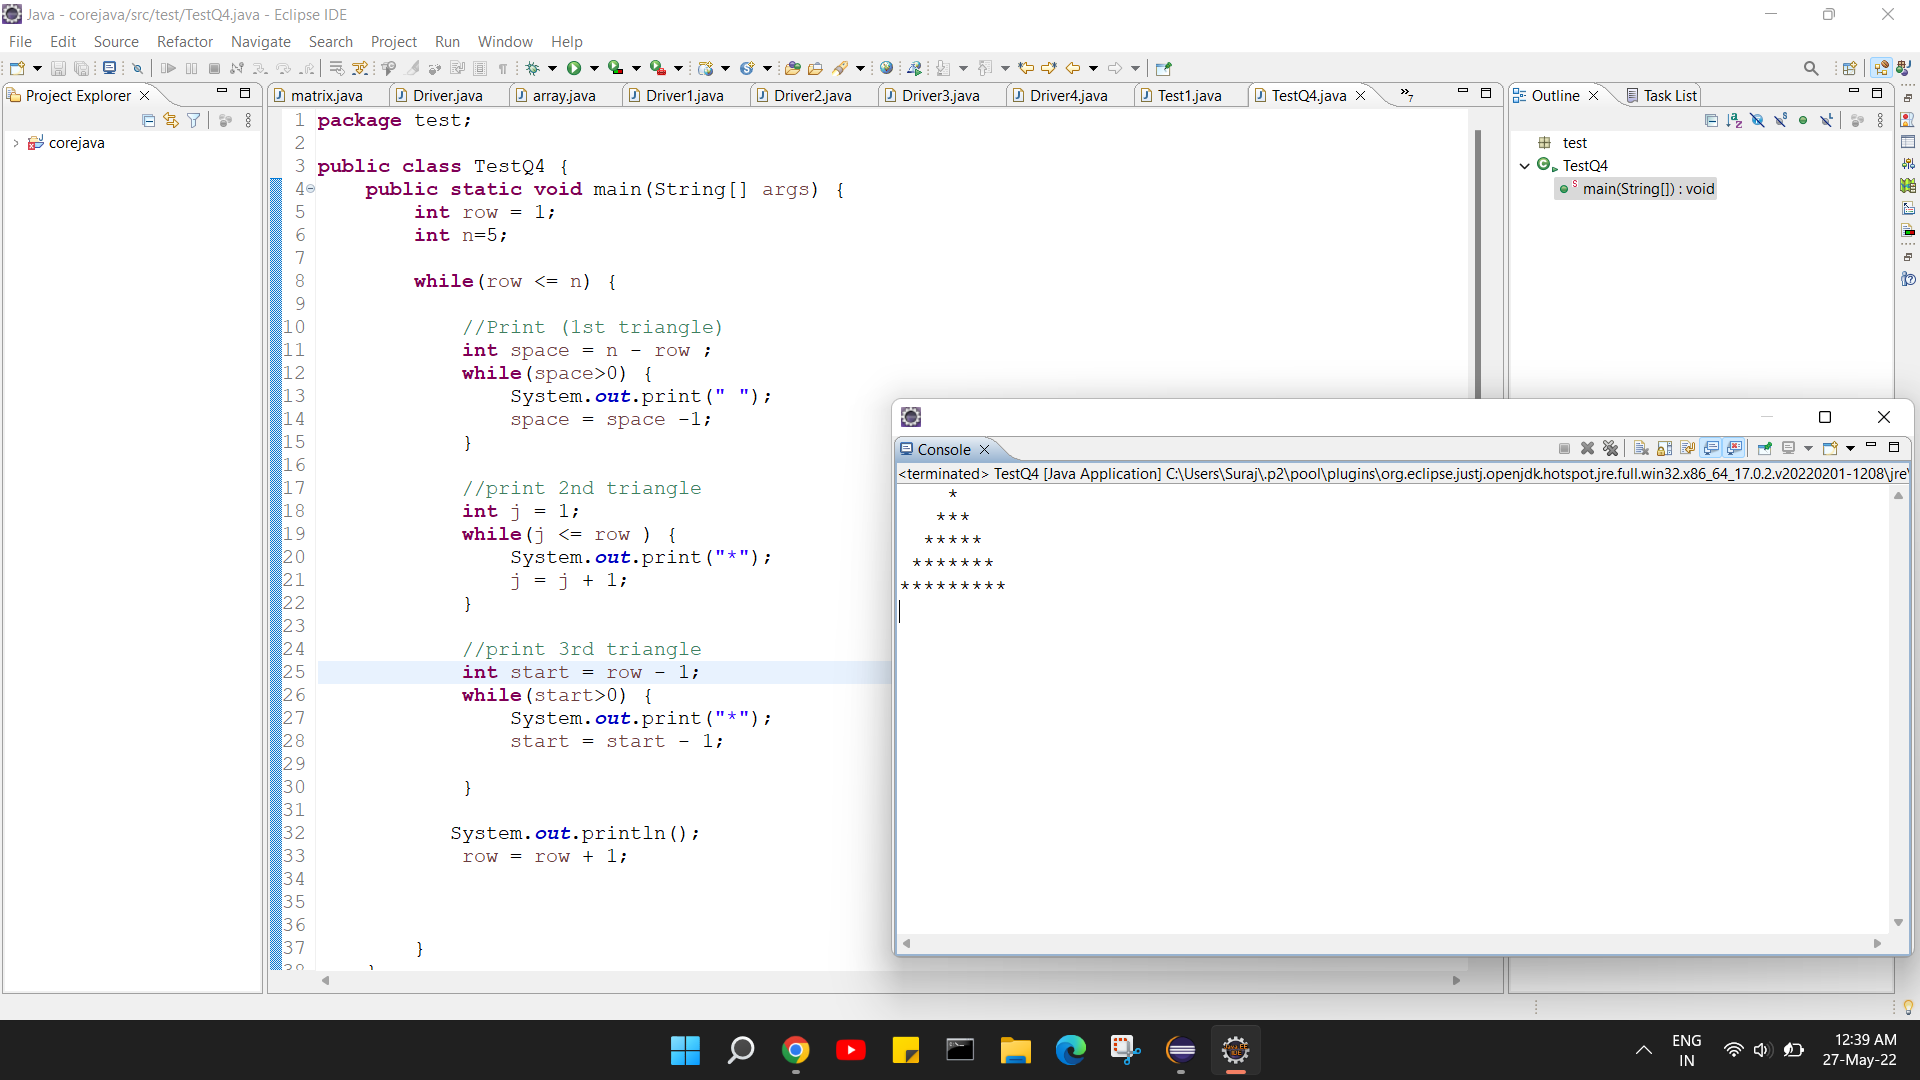 Java - corejava/src/test/TestQ4.java - Eclipse IDE
File Edit Source Refactor Navigate Search Project Run Window Help
Project Explorer
corejava
matrix.java Driver.java array.java Driver1.java Driver2.java Driver3.java Driver4.java Test1.java TestQ4.java »7
1 package test;
2
3 public class TestQ4 {
4 public static void main(String[] args) {
5 int row = 1;
6 int n=5;
7
8 while(row <= n) {
9
10 //Print (1st triangle)
11 int space = n - row ;
12 while(space>0) {
13 System.out.print(" ");
14 space = space -1;
15 }
16
17 //print 2nd triangle
18 int j = 1;
19 while(j <= row ) {
20 System.out.print("*");
21 j = j + 1;
22 }
23
24 //print 3rd triangle
25 int start = row - 1;
26 while(start>0) {
27 System.out.print("*");
28 start = start - 1;
29
30 }
31
32 System.out.println();
33 row = row + 1;
34
35
36
37 }
38 }
Outline Task List
test
TestQ4
main(String[]) : void
Console
<terminated> TestQ4 [Java Application] C:\Users\Suraj\.p2\pool\plugins\org.eclipse.justj.openjdk.hotspot.jre.full.win32.x86_64_17.0.2.v20220201-1208\jre\
*
***
*****
*******
*********
ENG
IN
12:39 AM
27-May-22